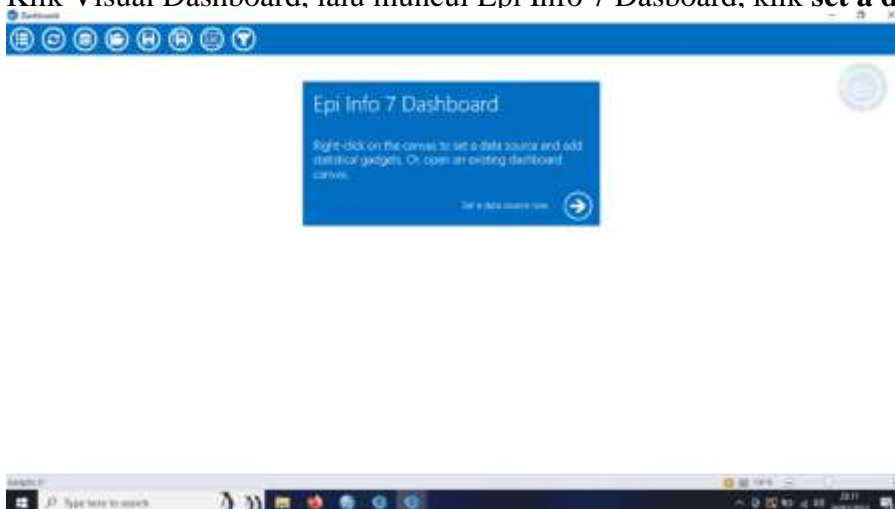 Klik Visual Dashboard, lalu muncul Epi Info 7 Dasboard, klik set a d
Dashboard
Epi Info 7 Dashboard
Right-click on the canvas to set a data source and add
statistical gadgets. Or, open an existing dashboard
canvas.
Set a data source now
Type here to search